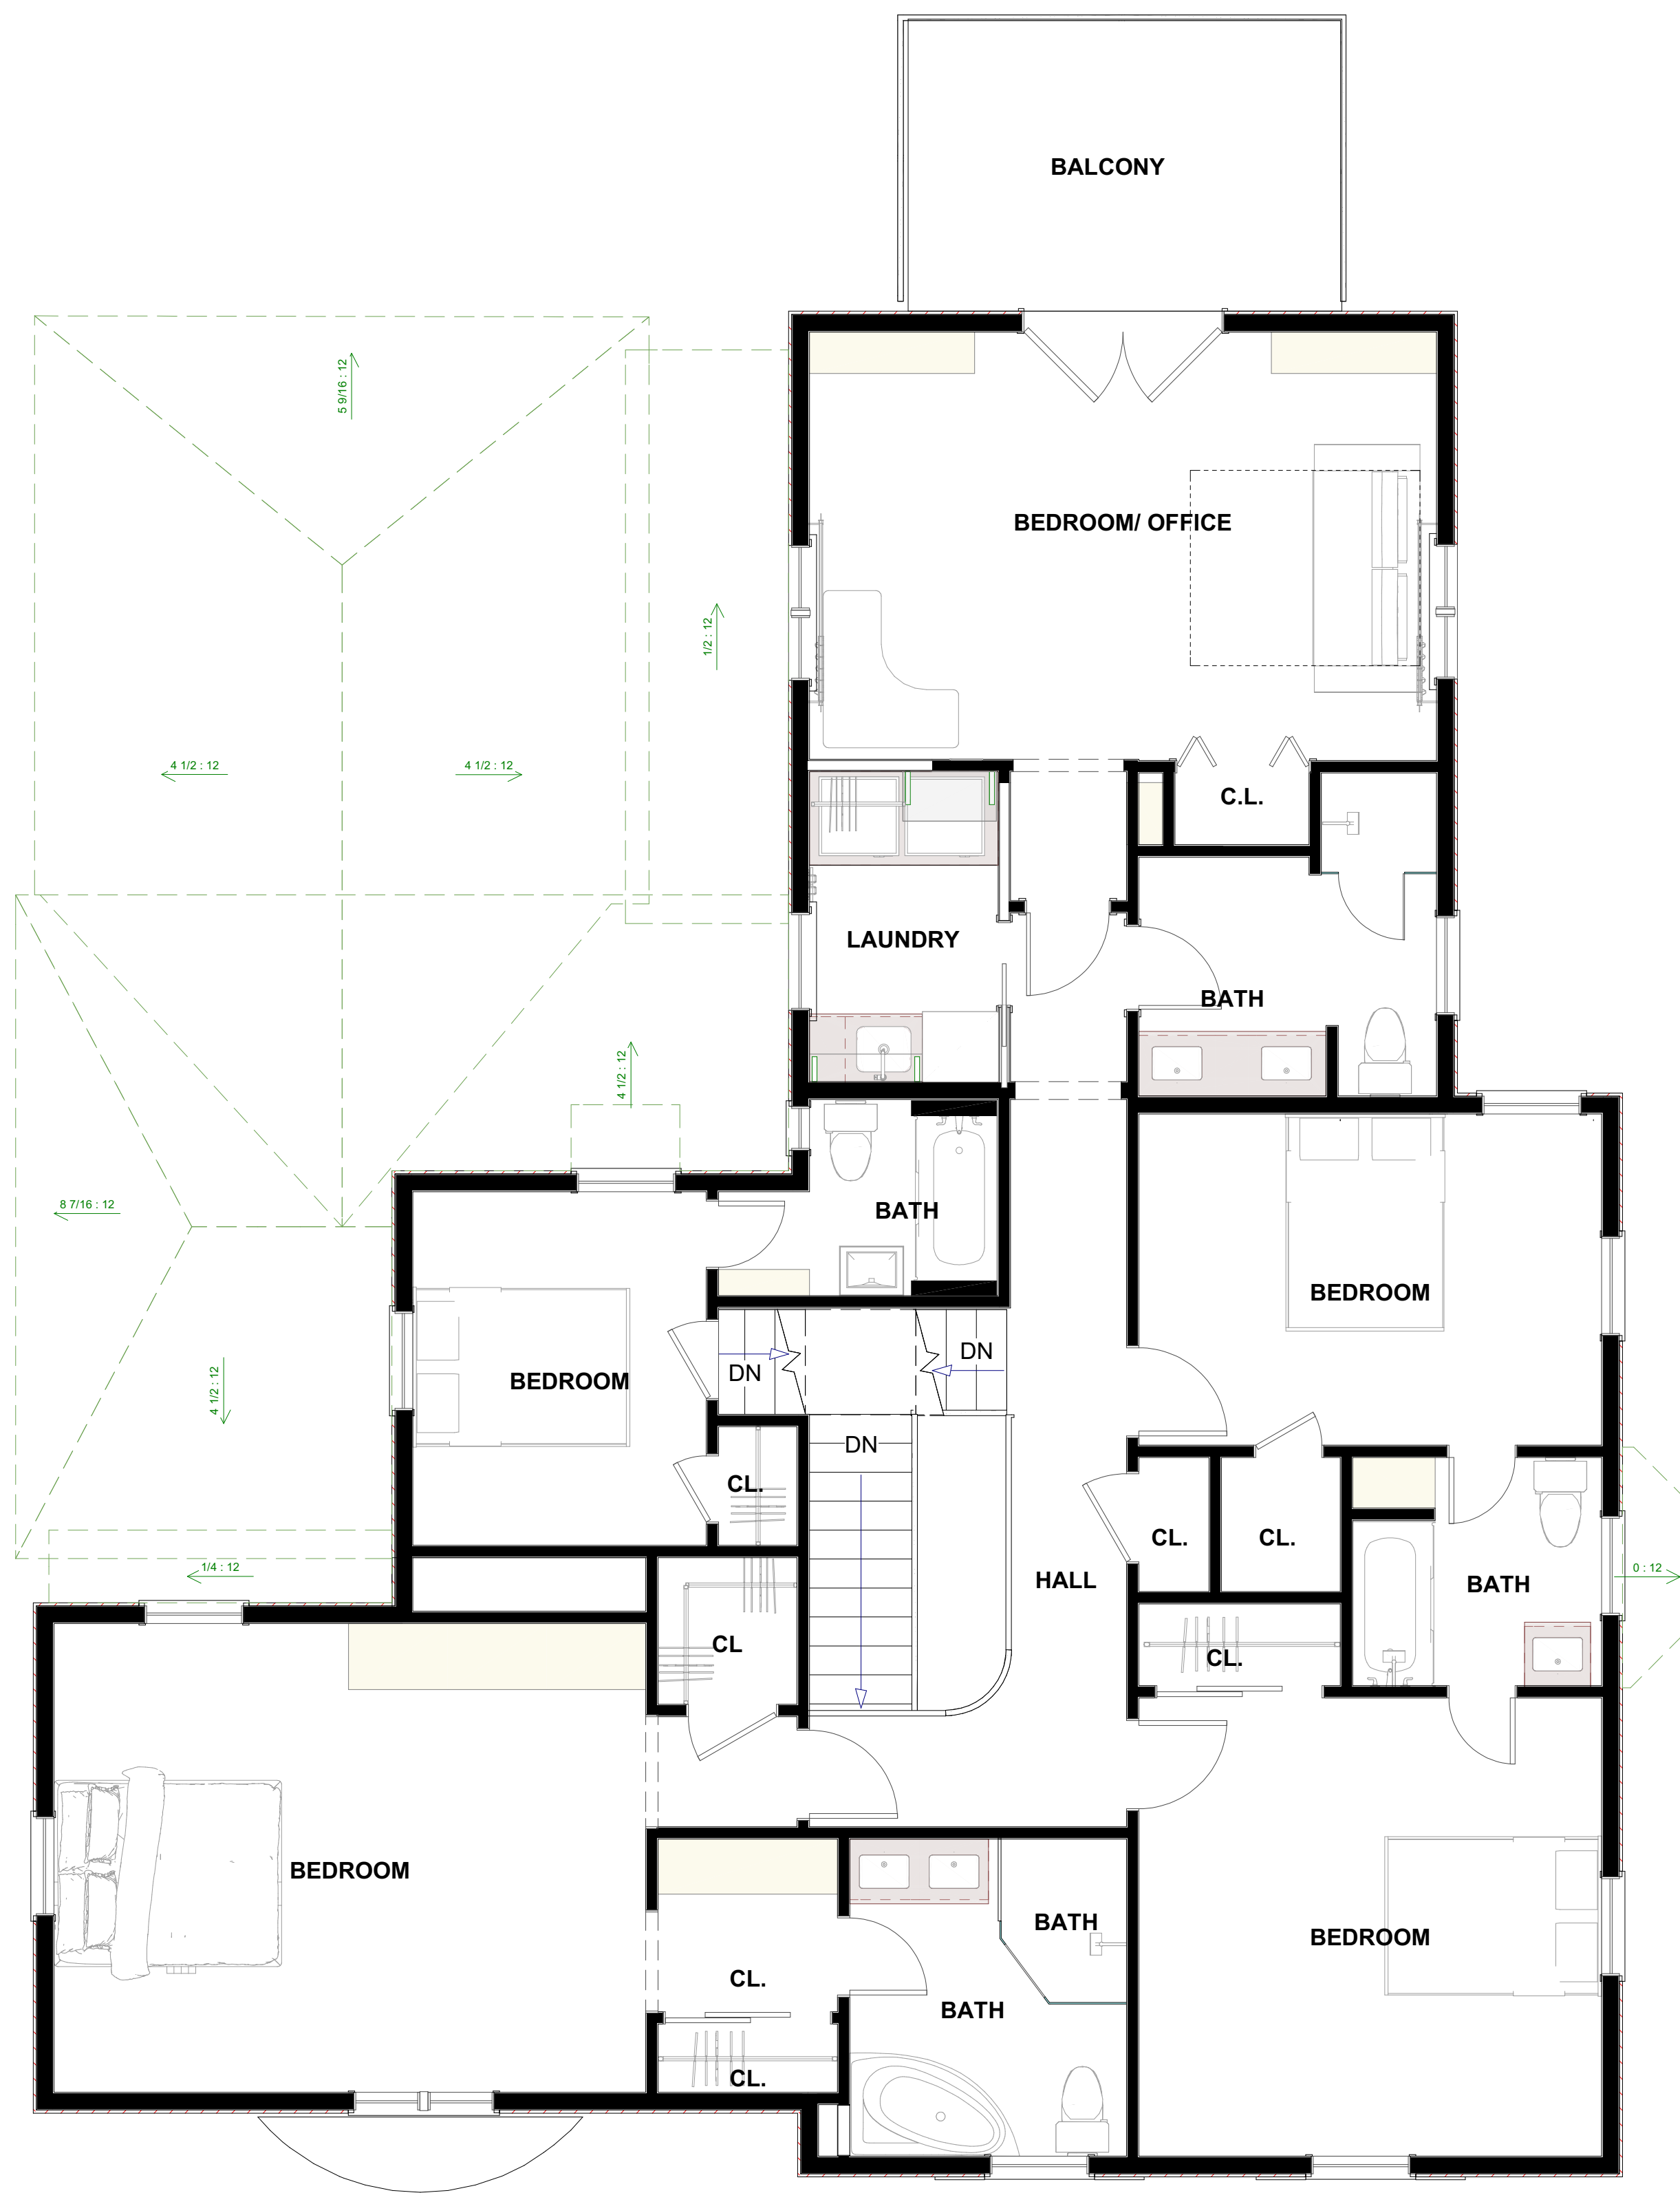 BALCONY
5 9/16 : 12
BEDROOM/ OFFICE
1/2 : 12
4 1/2 : 12
4 1/2 : 12
C.L.
LAUNDRY
BATH
4 1/2 : 12
8 7/16 : 12
BATH
BEDROOM
DN
DN
BEDROOM
4 1/2 : 12
DN
CL.
CL.
CL.
1/4 : 12
HALL
BATH
0 : 12
CL
CL.
BEDROOM
BATH
BEDROOM
CL.
BATH
CL.